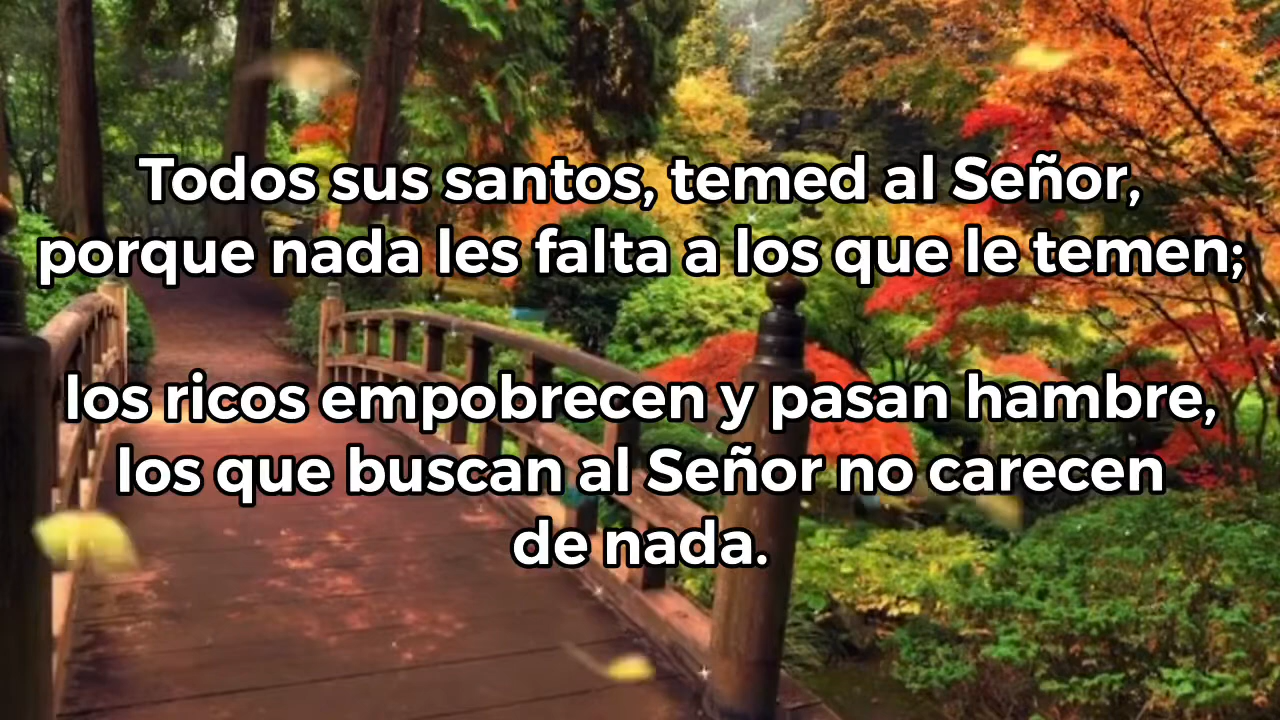 Todos sus santos, temed al Señor,
porque nada les falta a los que le temen;
los ricos empobrecen y pasan hambre,
los que buscan al Señor no carecen
de nada.